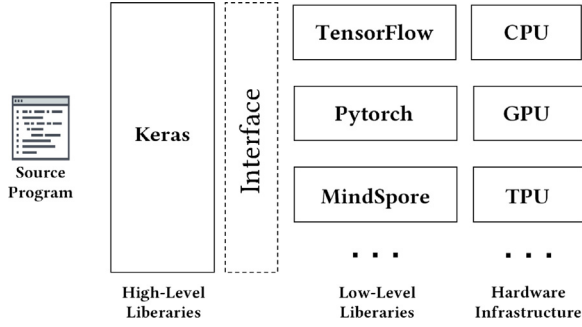 Source
Program
Keras
Interface
TensorFlow
Pytorch
MindSpore
. . .
CPU
GPU
TPU
. . .
High-Level
Liberaries
Low-Level
Liberaries
Hardware
Infrastructure